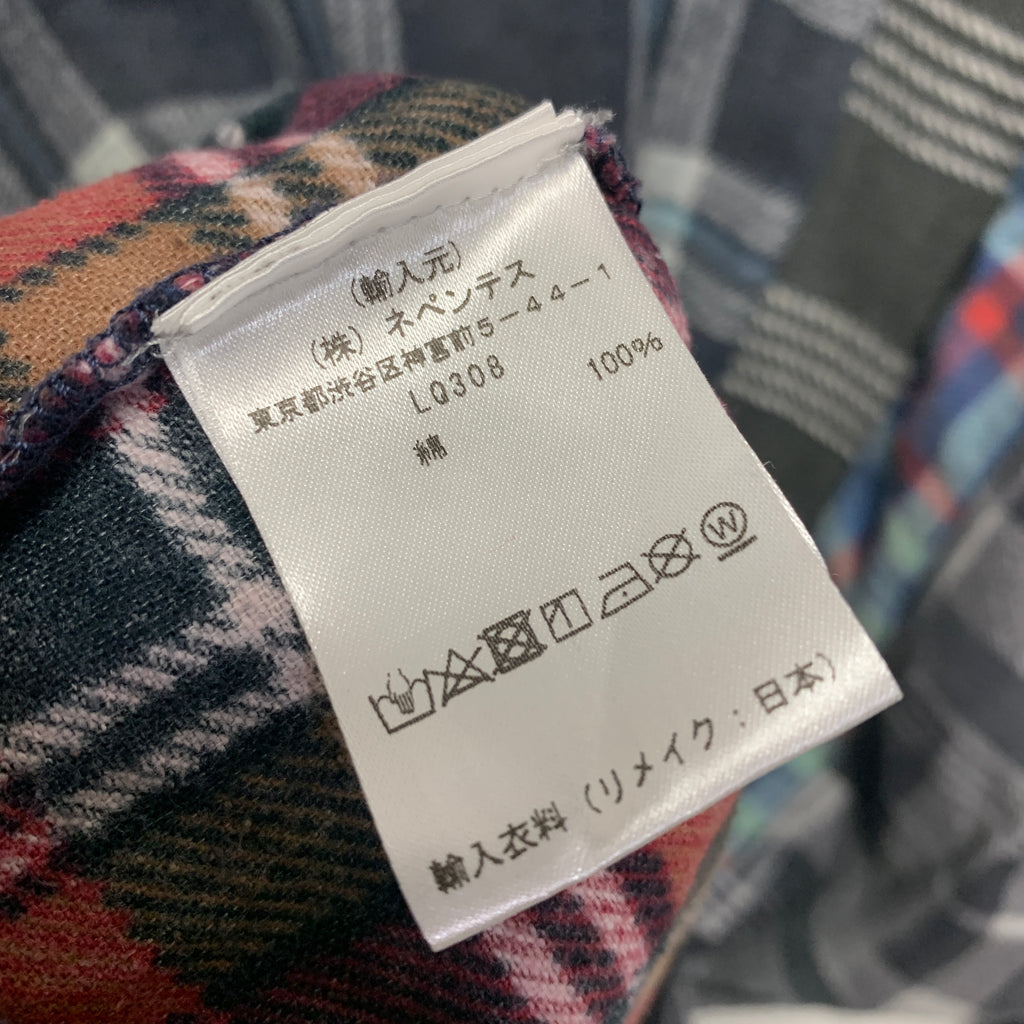 (輸入元)
(株) ネペンテス
東京都渋谷区神宮前5-44-1
LQ308
綿 100%
W
輸入衣料 (リメイク:日本)